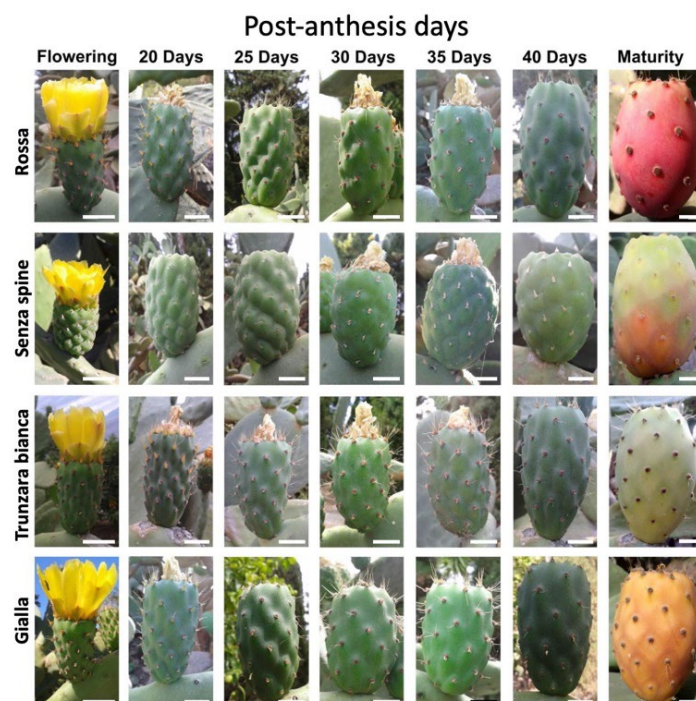 Post-anthesis days
Flowering 20 Days 25 Days 30 Days 35 Days 40 Days Maturity
Rossa
Senza spine
Trunzara bianca
Gialla